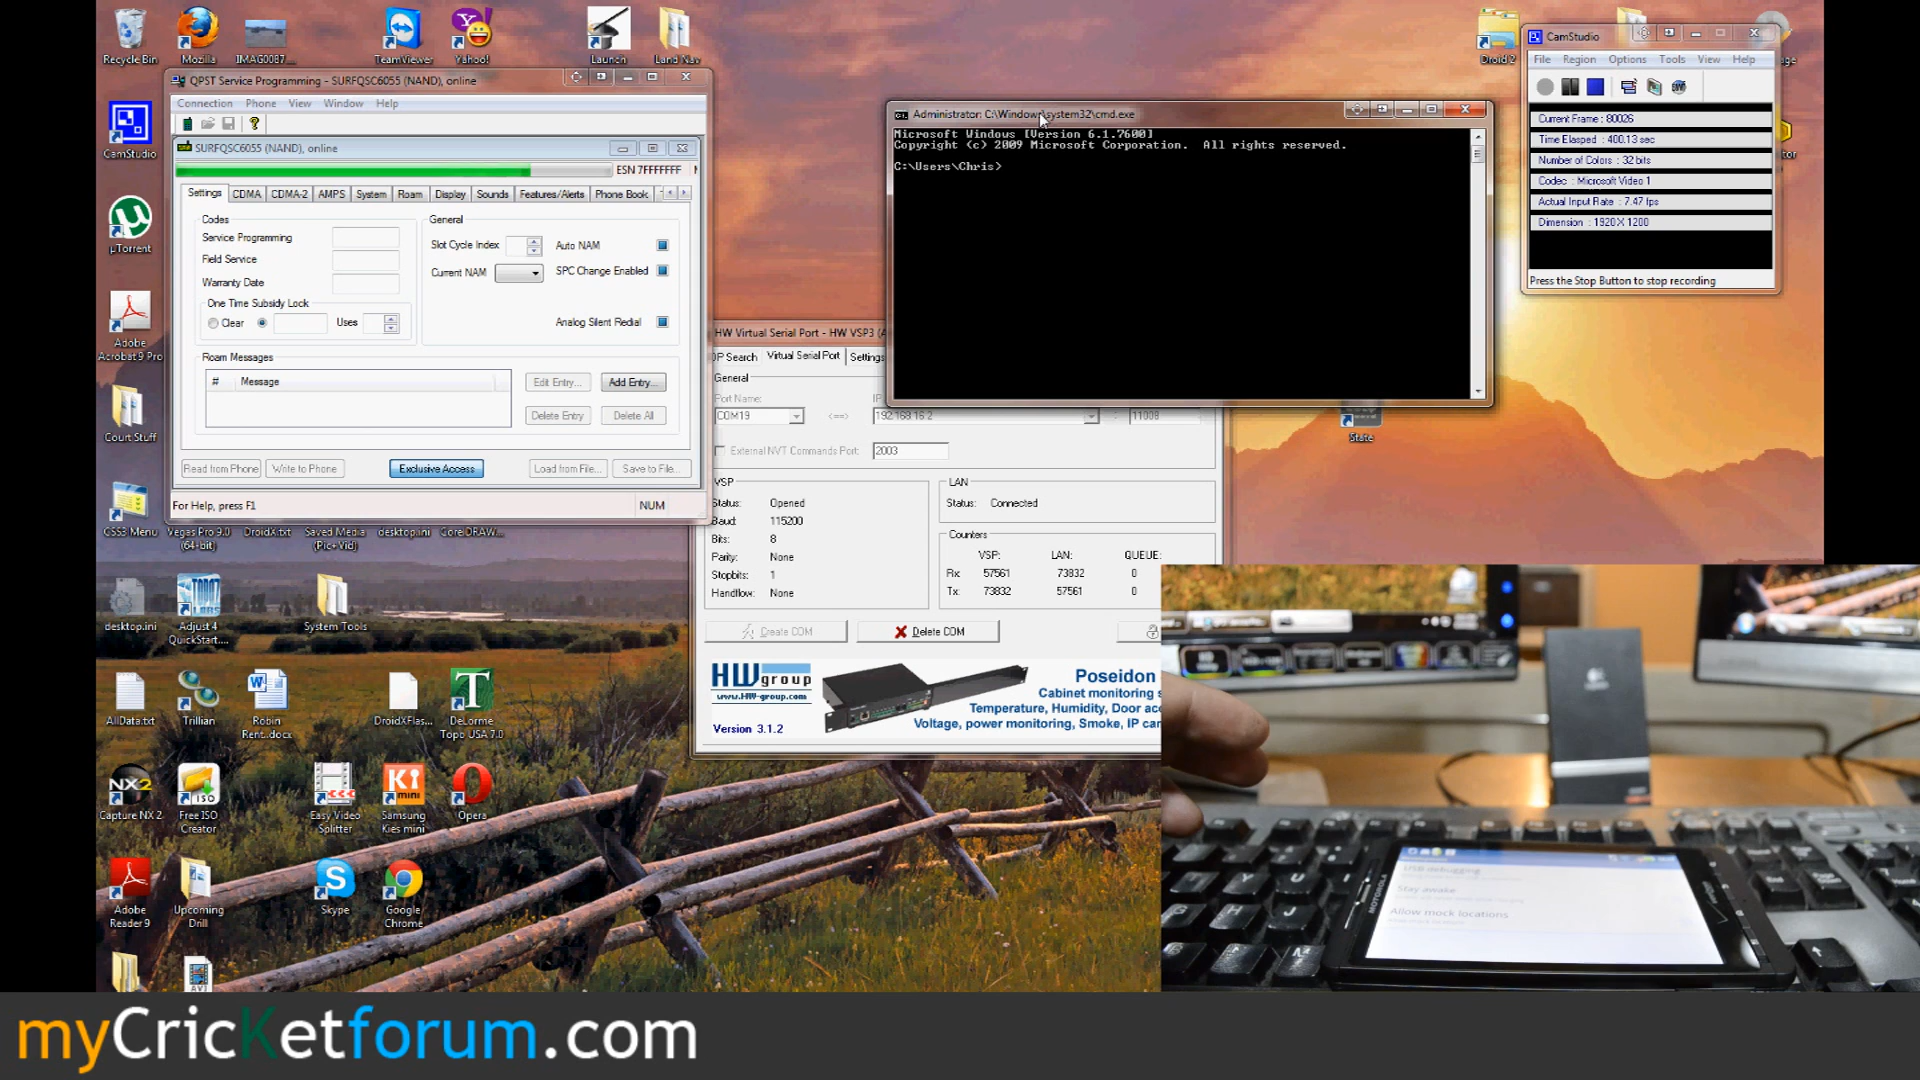 Recycle Bin
Mozilla
IMAG0087...
TeamViewer
Yahoo!
Launch
Land Nav
Droid 2
QPST Service Programming - SURFQSC6055 (NAND), online
Connection Phone View Window Help
SURFQSC6055 (NAND), online
ESN 7FFFFFFF
Settings CDMA CDMA-2 AMPS System Roam Display Sounds Features/Alerts Phone Book
Codes
Service Programming
Field Service
Warranty Date
One Time Subsidy Lock
Clear
Uses
General
Slot Cycle Index
Auto NAM
Current NAM
SPC Change Enabled
Analog Silent Redial
Roam Messages
# Message
Edit Entry...
Add Entry...
Delete Entry
Delete All
Read from Phone
Write to Phone
Exclusive Access
Load from File...
Save to File...
For Help, press F1
NUM
Administrator: C:\Windows\system32\cmd.exe
Microsoft Windows [Version 6.1.7600]
Copyright (c) 2009 Microsoft Corporation. All rights reserved.
C:\Users\Chris>
CamStudio
File Region Options Tools View Help
Current Frame : 80026
Time Elasped : 400.13 sec
Number of Colors : 32 bits
Codec : Microsoft Video 1
Actual Input Rate : 7.47 fps
Dimension : 1920 X 1200
Press the Stop Button to stop recording
HW Virtual Serial Port - HW VSP3
Search
Virtual Serial Port
Settings
General
Port Name:
COM19
<==>
192.168.16.2
:
11008
External NVT Commands Port:
2003
VSP
Status: Opened
Baud: 115200
Bits: 8
Parity: None
Stopbits: 1
Handflow: None
LAN
Status: Connected
Counters
VSP: LAN: QUEUE:
Rx: 57561 73832 0
Tx: 73832 57561 0
Create COM
Delete COM
HW group
www.HW-group.com
Version 3.1.2
Poseidon
Cabinet monitoring s
Temperature, Humidity, Door acc
Voltage, power monitoring, Smoke, IP car
State
CamStudio
µTorrent
Adobe
Acrobat 9 Pro
Court Stuff
CSS3 Menu
Vegas Pro 9.0
(64-bit)
DroidX.txt
Saved Media
(Pic+Vid)
desktop.ini
Corel DRAW...
desktop.ini
Adjust 4
QuickStart....
System Tools
AllData.txt
Trillian
Robin
Rent..docx
DroidXFlas...
DeLorme
Topo USA 7.0
Capture NX 2
Free ISO
Creator
Easy Video
Splitter
Samsung
Kies mini
Opera
Adobe
Reader 9
Upcoming
Drill
Skype
Google
Chrome
MOTOROLA
USB debugging
Stay awake
Allow mock locations
myCricKetforum.com